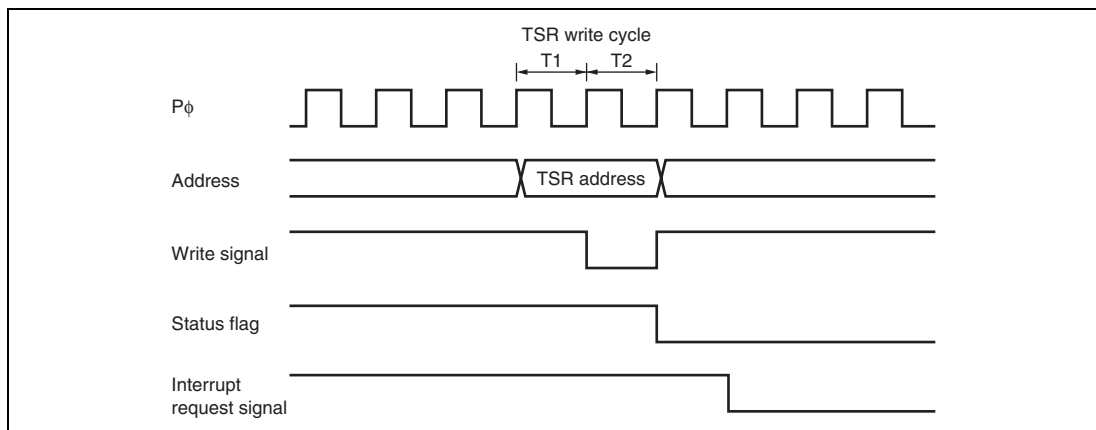 TSR write cycle
T1 T2
Pϕ
Address
TSR address
Write signal
Status flag
Interrupt
request signal